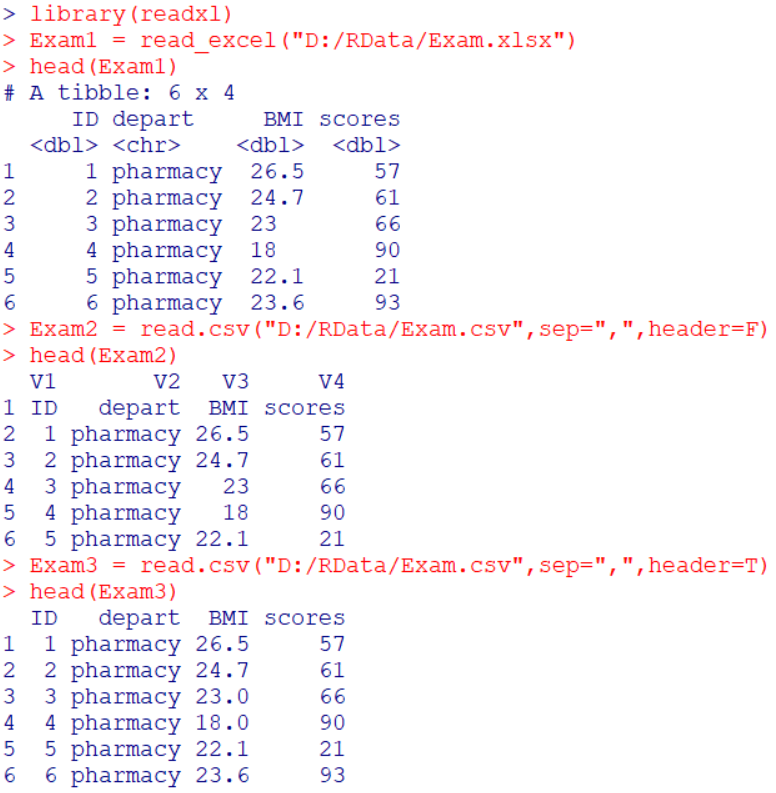 > library(readxl)
> Exam1 = read_excel("D:/RData/Exam.xlsx")
> head(Exam1)
# A tibble: 6 x 4
     ID depart     BMI scores
  <dbl> <chr>    <dbl>  <dbl>
1     1 pharmacy  26.5     57
2     2 pharmacy  24.7     61
3     3 pharmacy  23       66
4     4 pharmacy  18       90
5     5 pharmacy  22.1     21
6     6 pharmacy  23.6     93
> Exam2 = read.csv("D:/RData/Exam.csv",sep=",",header=F)
> head(Exam2)
  V1       V2   V3     V4
1 ID   depart  BMI scores
2  1 pharmacy 26.5     57
3  2 pharmacy 24.7     61
4  3 pharmacy   23     66
5  4 pharmacy   18     90
6  5 pharmacy 22.1     21
> Exam3 = read.csv("D:/RData/Exam.csv",sep=",",header=T)
> head(Exam3)
  ID   depart  BMI scores
1  1 pharmacy 26.5     57
2  2 pharmacy 24.7     61
3  3 pharmacy 23.0     66
4  4 pharmacy 18.0     90
5  5 pharmacy 22.1     21
6  6 pharmacy 23.6     93